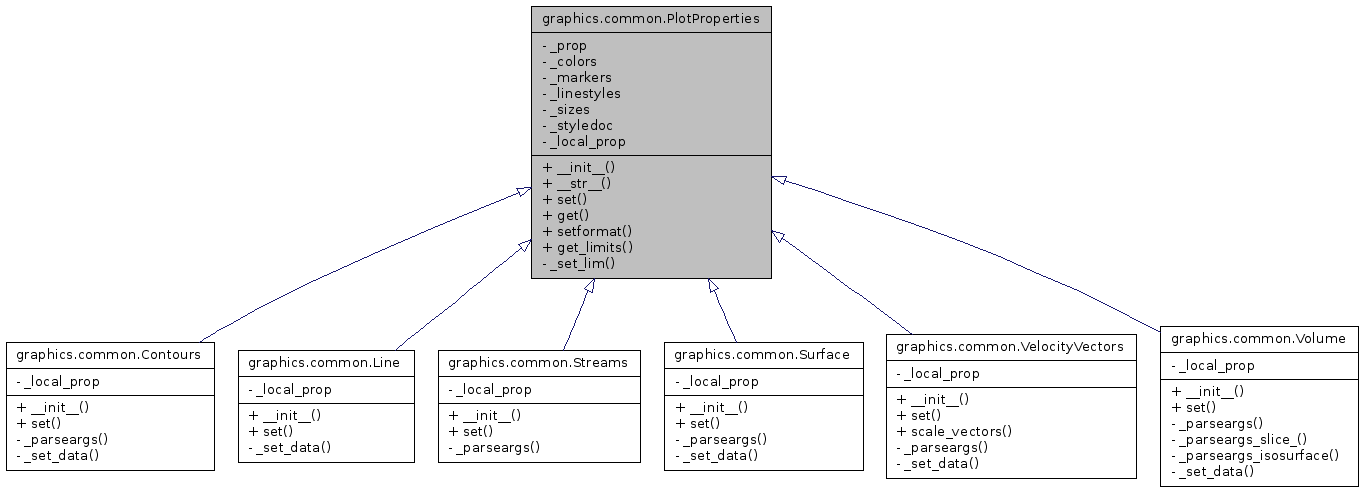 graphics.common.PlotProperties
- _prop
- _colors
- _markers
- _linestyles
- _sizes
- _styledoc
- _local_prop
+ __init__()
+ __str__()
+ set()
+ get()
+ setformat()
+ get_limits()
- _set_lim()
graphics.common.Contours
- _local_prop
+ __init__()
+ set()
- _parseargs()
- _set_data()
graphics.common.Line
- _local_prop
+ __init__()
+ set()
- _set_data()
graphics.common.Streams
- _local_prop
+ __init__()
+ set()
- _parseargs()
graphics.common.Surface
- _local_prop
+ __init__()
+ set()
- _parseargs()
- _set_data()
graphics.common.VelocityVectors
- _local_prop
+ __init__()
+ set()
+ scale_vectors()
- _parseargs()
- _set_data()
graphics.common.Volume
- _local_prop
+ __init__()
+ set()
- _parseargs()
- _parseargs_slice_()
- _parseargs_isosurface()
- _set_data()